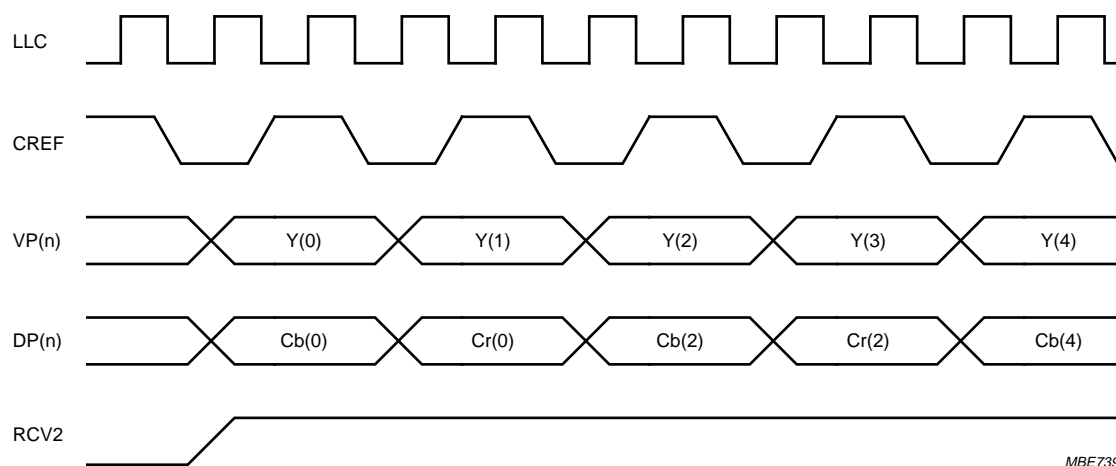 LLC
CREF
VP(n) Y(0) Y(1) Y(2) Y(3) Y(4)
DP(n) Cb(0) Cr(0) Cb(2) Cr(2) Cb(4)
RCV2
MBE739